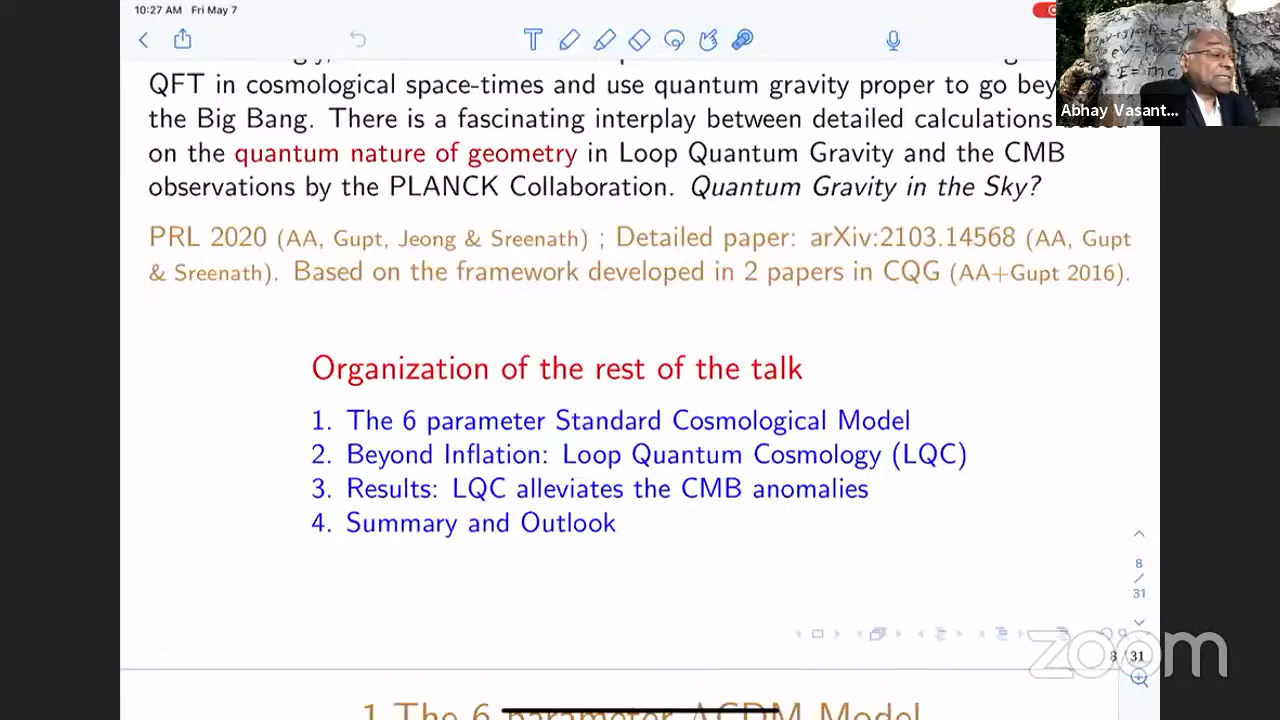 10:27 AM Fri May 7
QFT in cosmological space-times and use quantum gravity proper to go bey
the Big Bang. There is a fascinating interplay between detailed calculations
on the quantum nature of geometry in Loop Quantum Gravity and the CMB
observations by the PLANCK Collaboration. Quantum Gravity in the Sky?
PRL 2020 (AA, Gupt, Jeong & Sreenath) ; Detailed paper: arXiv:2103.14568 (AA, Gupt
& Sreenath). Based on the framework developed in 2 papers in CQG (AA+Gupt 2016).
Organization of the rest of the talk
1. The 6 parameter Standard Cosmological Model
2. Beyond Inflation: Loop Quantum Cosmology (LQC)
3. Results: LQC alleviates the CMB anomalies
4. Summary and Outlook
8
/
31
8 31
1 The 6 parameter ΛCDM Model
Abhay Vasant...
E=mc
zoom